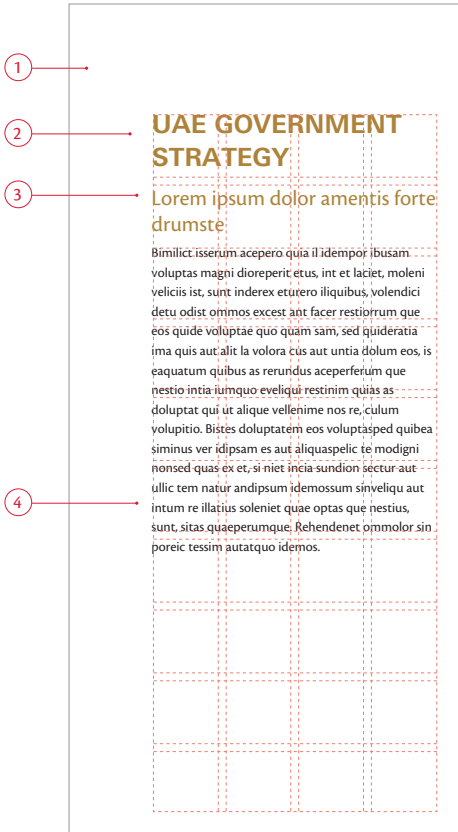 1
2
UAE GOVERNMENT
STRATEGY
3
Lorem ipsum dolor amentis forte
drumste
Bimilict isserum acepero quia il idempor ibusam
voluptas magni dioreperit etus, int et laciet, moleni
veliciis ist, sunt inderex eturero iliquibus, volendici
detu odist ommos excest ant facer restiorrum que
eos quide voluptae quo quam sam, sed quideratia
ima quis aut alit la volora cus aut untia dolum eos, is
eaquatum quibus as rerundus aceperferum que
nestio intia iumquo eveliqui restinim quias as
doluptat qui ut alique vellenime nos re, culum
volupitio. Bistes doluptatem eos voluptasped quibea
siminus ver idipsam es aut aliquaspelic te modigni
nonsed quas ex et, si niet incia sundion sectur aut
ullic tem natur andipsum idemossum sinveliqu aut
4
intum re illatius soleniet quae optas que nestius,
sunt, sitas quaeperumque. Rehendenet ommolor sin
poreic tessim autatquo idemos.